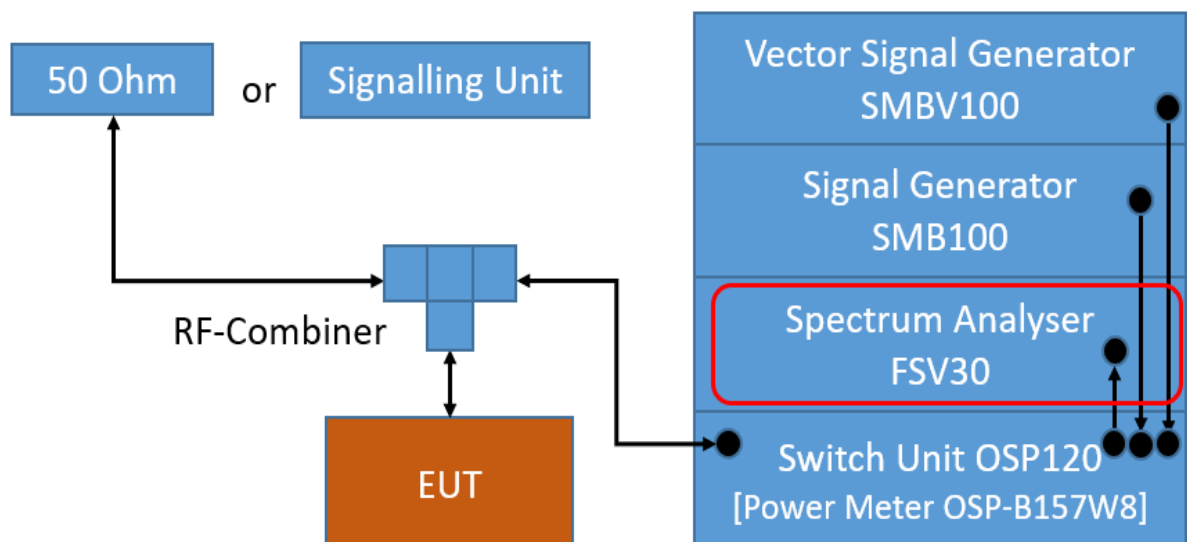 50 Ohm
or
Signalling Unit
RF-Combiner
EUT
Vector Signal Generator
SMBV100
Signal Generator
SMB100
Spectrum Analyser
FSV30
Switch Unit OSP120
[Power Meter OSP-B157W8]